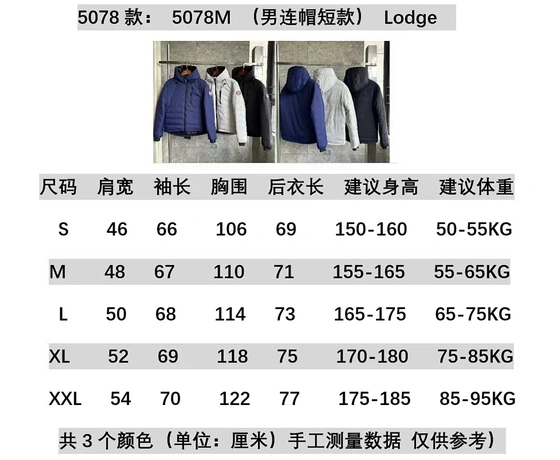 5078 款： 5078M （男连帽短款） Lodge
尺码 肩宽 袖长 胸围 后衣长 建议身高 建议体重
S 46 66 106 69 150-160 50-55KG
M 48 67 110 71 155-165 55-65KG
L 50 68 114 73 165-175 65-75KG
XL 52 69 118 75 170-180 75-85KG
XXL 54 70 122 77 175-185 85-95KG
共 3 个颜色（单位：厘米）手工测量数据 仅供参考）